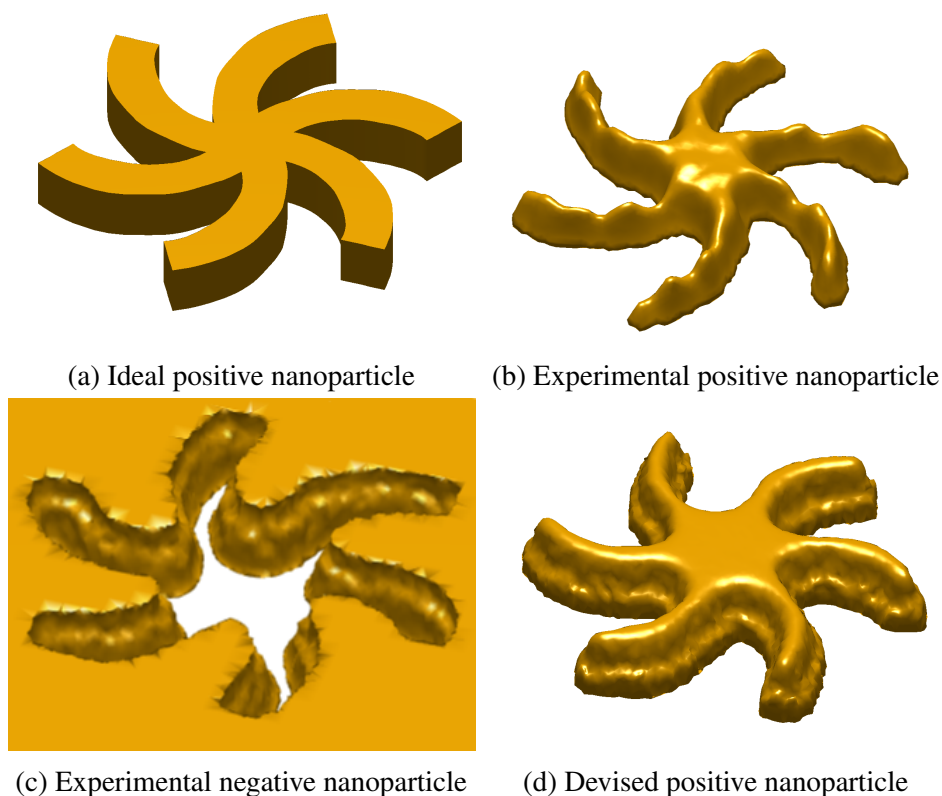 (a) Ideal positive nanoparticle
(b) Experimental positive nanoparticle
(c) Experimental negative nanoparticle
(d) Devised positive nanoparticle